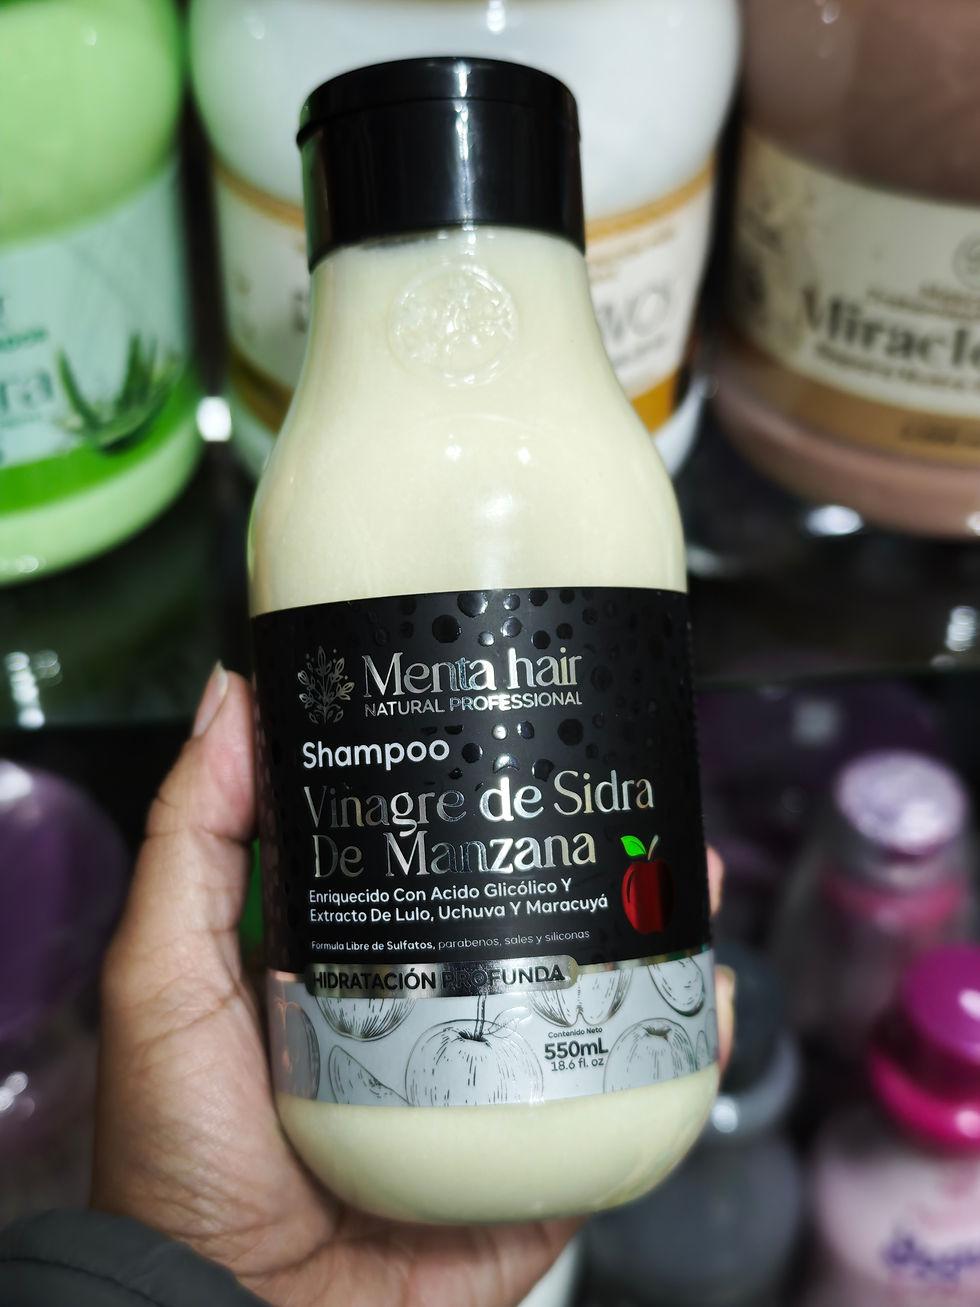 Menta hair
NATURAL PROFESSIONAL
Shampoo
Vinagre de Sidra
De Manzana
Enriquecido Con Acido Glicólico Y
Extracto De Lulo, Uchuva Y Maracuyá
Formula Libre de Sulfatos, parabenos, sales y siliconas
HIDRATACIÓN PROFUNDA
Contenido Neto
550mL
18.6 fl. oz